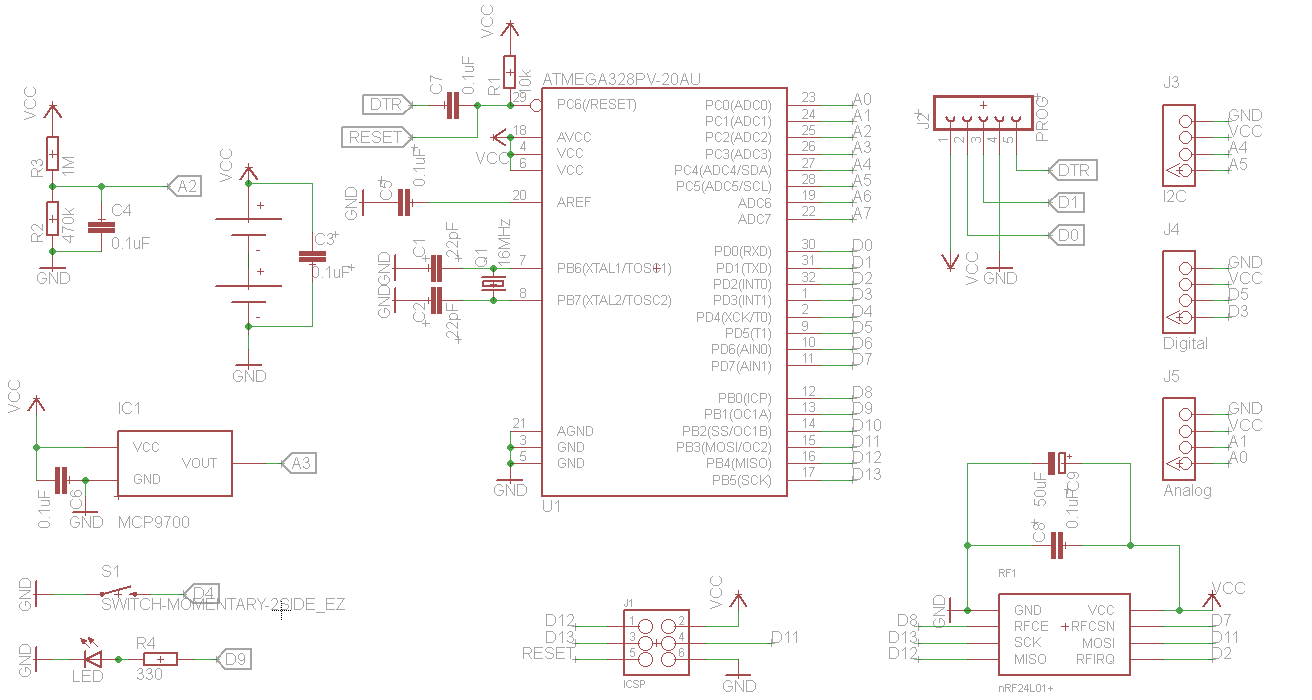 VCC
R3
1M
A2
R2
470k
C4
0.1uF
GND
VCC
+
-
+
-
C3
0.1uF
GND
VCC
R1
10k
C7
0.1uF
DTR
RESET
VCC
GND
C5
0.1uF
GND
C1
22pF
GND
C2
22pF
Q1
16MHz
ATMEGA328PV-20AU
29 PC6(/RESET)
18 AVCC
4 VCC
6 VCC
20 AREF
7 PB6(XTAL1/TOSC1)
8 PB7(XTAL2/TOSC2)
21 AGND
3 GND
5 GND
GND
U1
PC0(ADC0) 23 A0
PC1(ADC1) 24 A1
PC2(ADC2) 25 A2
PC3(ADC3) 26 A3
PC4(ADC4/SDA) 27 A4
PC5(ADC5/SCL) 28 A5
ADC6 19 A6
ADC7 22 A7
PD0(RXD) 30 D0
PD1(TXD) 31 D1
PD2(INT0) 32 D2
PD3(INT1) 1 D3
PD4(XCK/T0) 2 D4
PD5(T1) 9 D5
PD6(AIN0) 10 D6
PD7(AIN1) 11 D7
PB0(ICP) 12 D8
PB1(OC1A) 13 D9
PB2(SS/OC1B) 14 D10
PB3(MOSI/OC2) 15 D11
PB4(MISO) 16 D12
PB5(SCK) 17 D13
J2
PROG
1 2 3 4 5
DTR
D1
D0
VCC
GND
J3
GND
VCC
A4
A5
I2C
J4
GND
VCC
D5
D3
Digital
J5
GND
VCC
A1
A0
Analog
VCC
IC1
VCC
GND
VOUT
A3
0.1uF
C6
GND
MCP9700
GND
S1
D4
SWITCH-MOMENTARY-2SIDE_EZ
GND
LED
R4
330
D9
J1
VCC
D12 1 2
D13 3 4 D11
RESET 5 6
ICSP
GND
50uF
C9
C8
0.1uF
RF1
GND
VCC
GND VCC
D8 RFCE RFCSN D7
D13 SCK MOSI D11
D12 MISO RFIRQ D2
nRF24L01+